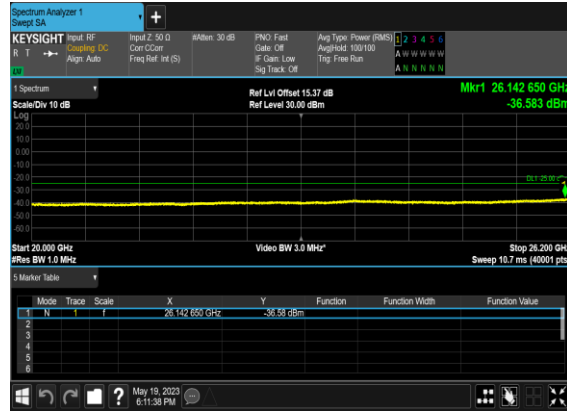 Spectrum Analyzer 1
Swept SA
+
KEYSIGHT Input: RF Input Z: 50 Ω #Atten: 30 dB PNO: Fast Avg Type: Power (RMS) 1 2 3 4 5 6
R T Coupling: DC Corr CCorr Gate: Off Avg|Hold: 100/100 A W W W W W
Align: Auto Freq Ref: Int (S) IF Gain: Low Trig: Free Run
Sig Track: Off A N N N N N
1 Spectrum Ref Lvl Offset 15.37 dB Mkr1 26.142 650 GHz
Scale/Div 10 dB Ref Level 30.00 dBm -36.583 dBm
Log
20.0
10.0
0.00
-10.0
-20.0
DL1 -25.00
-30.0
-40.0
-50.0
-60.0
Start 20.000 GHz Video BW 3.0 MHz* Stop 26.200 GHz
#Res BW 1.0 MHz Sweep 10.7 ms (40001 pts)
5 Marker Table
Mode Trace Scale X Y Function Function Width Function Value
1 N 1 f 26.142 650 GHz -36.58 dBm
2
3
4
5
6
? May 19, 2023
6:11:38 PM